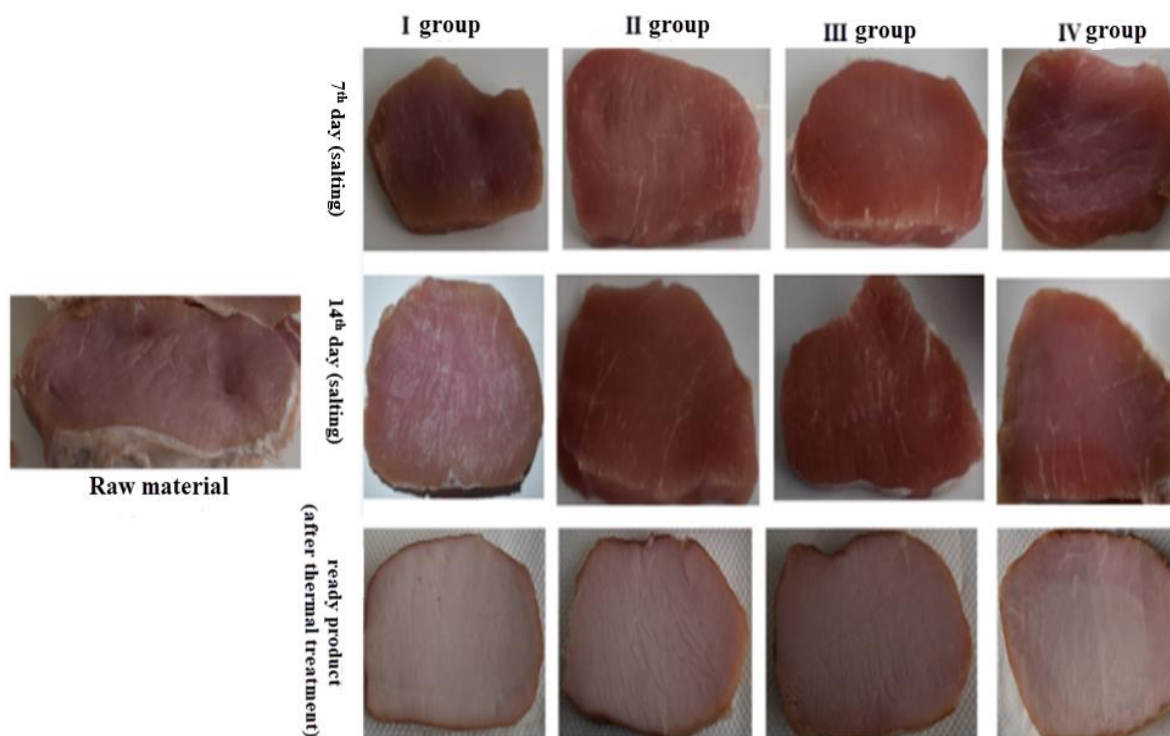 I group
II group
III group
IV group
7th day (salting)
14th day (salting)
Raw material
ready product
(after thermal treatment)